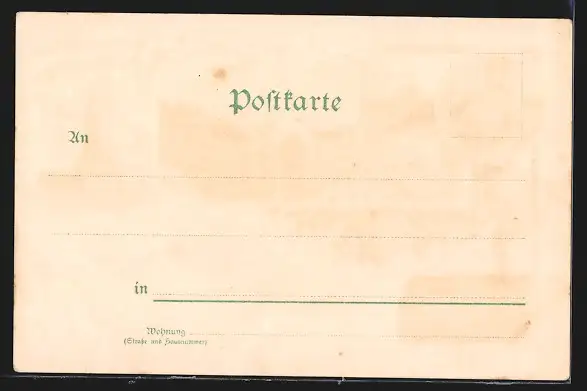 Postkarte
An
in
Wohnung
(Straße und Hausnummer)